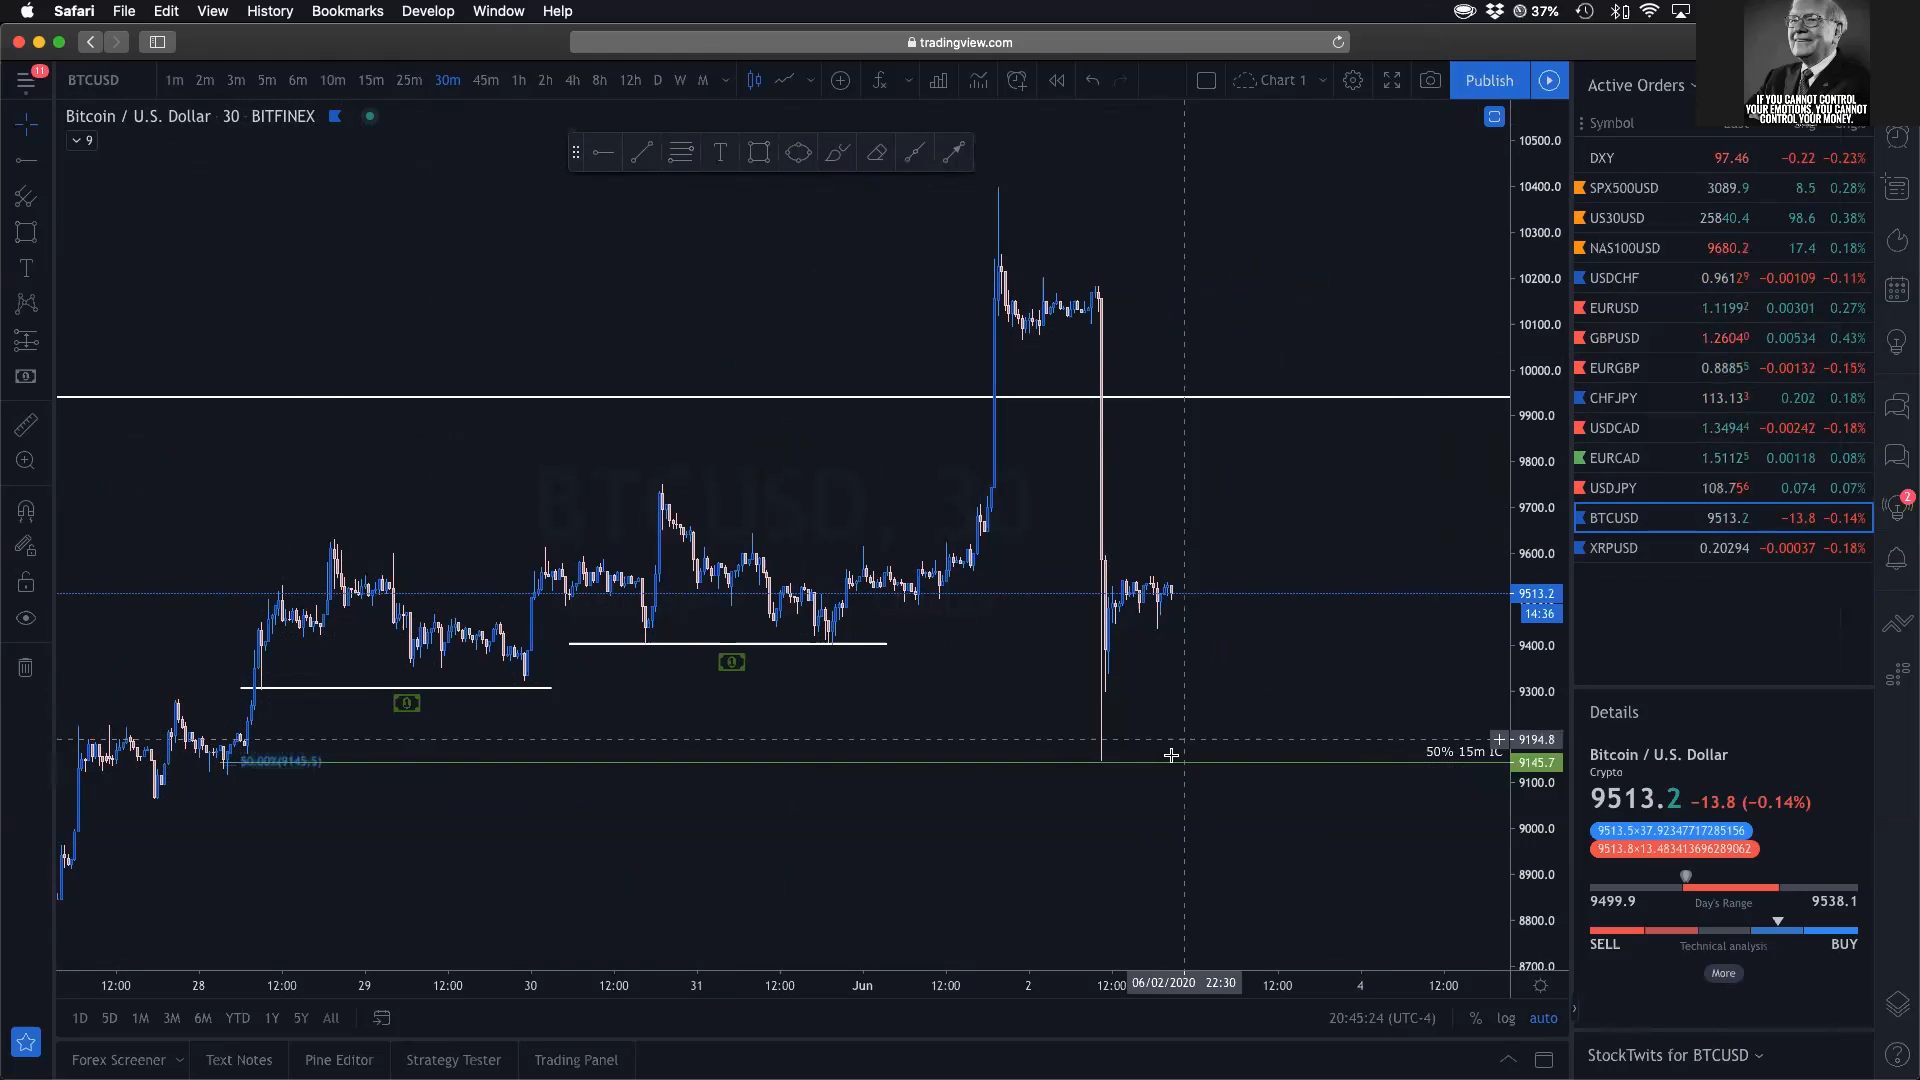 Safari File Edit View History Bookmarks Develop Window Help
37%
tradingview.com
IF YOU CANNOT CONTROL
YOUR EMOTIONS, YOU CANNOT
CONTROL YOUR MONEY.
11
BTCUSD 1m 2m 3m 5m 6m 10m 15m 25m 30m 45m 1h 2h 4h 8h 12h D W M
Chart 1
Publish
Active Orders
Bitcoin / U.S. Dollar · 30 · BITFINEX
9
Symbol
DXY 97.46 −0.22 −0.23%
SPX500USD 3089.9 8.5 0.28%
US30USD 25840.4 98.6 0.38%
NAS100USD 9680.2 17.4 0.18%
USDCHF 0.96129 −0.00109 −0.11%
EURUSD 1.11992 0.00301 0.27%
GBPUSD 1.26040 0.00534 0.43%
EURGBP 0.88855 −0.00132 −0.15%
CHFJPY 113.133 0.202 0.18%
USDCAD 1.34944 −0.00242 −0.18%
EURCAD 1.51125 0.00118 0.08%
USDJPY 108.756 0.074 0.07%
BTCUSD 9513.2 −13.8 −0.14%
XRPUSD 0.20294 −0.00037 −0.18%
2
10500.0
10400.0
10300.0
10200.0
10100.0
10000.0
9900.0
9800.0
9700.0
9600.0
9513.2
14:36
9400.0
9300.0
9194.8
9145.7
9100.0
9000.0
8900.0
8800.0
8700.0
BTCUSD, 30
50.00%(9145.5)
50% 15m IC
12:00 28 12:00 29 12:00 30 12:00 31 12:00 Jun 12:00 2 12:00 06/02/2020 22:30 12:00 4 12:00
1D 5D 1M 3M 6M YTD 1Y 5Y All
20:45:24 (UTC-4) % log auto
Forex Screener Text Notes Pine Editor Strategy Tester Trading Panel
Details
Bitcoin / U.S. Dollar
Crypto
9513.2 −13.8 (−0.14%)
9513.5×37.92347717285156
9513.8×13.483413696289062
9499.9 Day's Range 9538.1
SELL Technical analysis BUY
More
StockTwits for BTCUSD